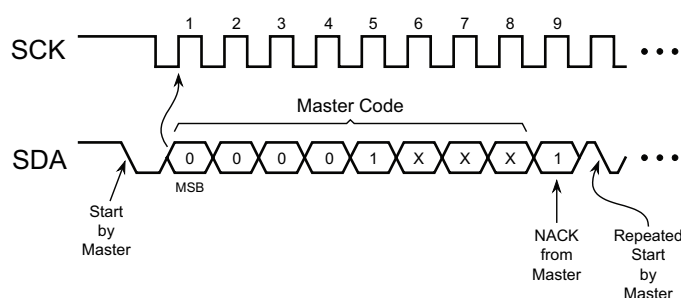 1 2 3 4 5 6 7 8 9
SCK
Master Code
SDA
0 0 0 0 1 X X X 1
MSB
Start
by
Master
NACK
from
Master
Repeated
Start
by
Master